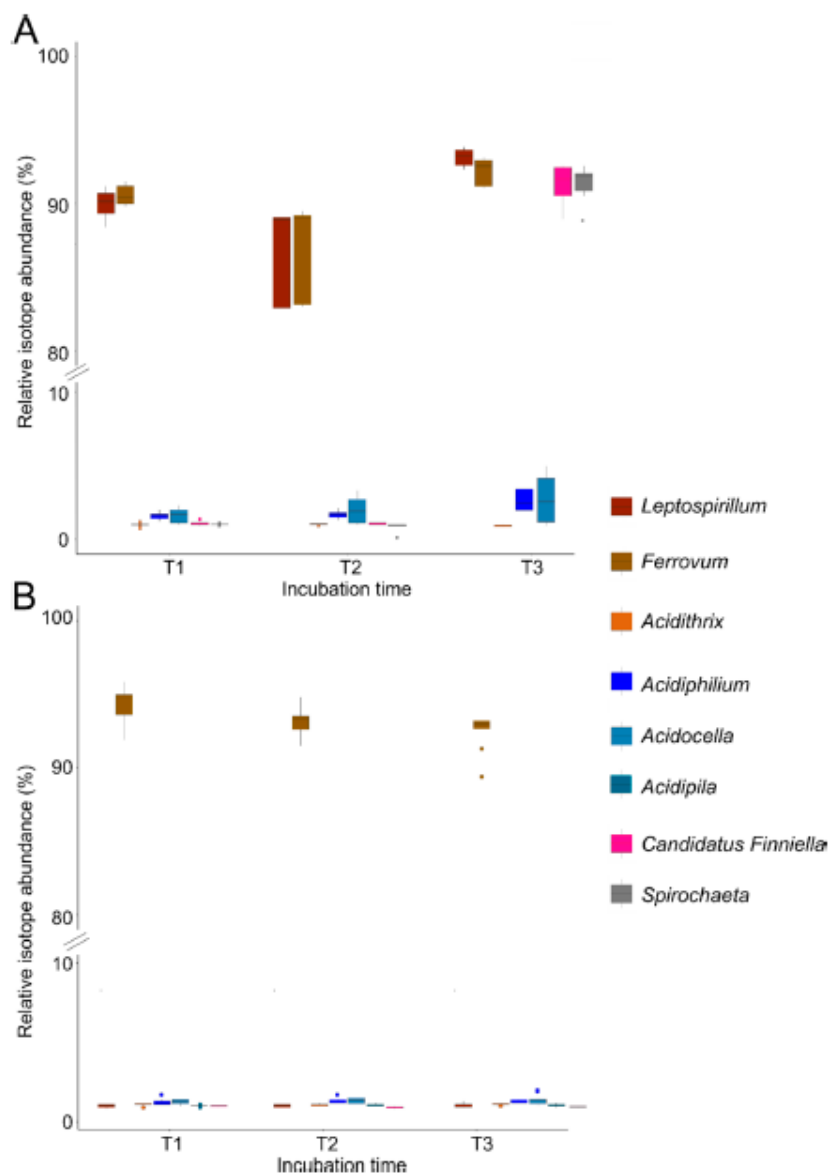 A
100
90
80
10
0
Relative isotope abundance (%)
T1 T2 T3
Incubation time
Leptospirillum
Ferrovum
Acidithrix
Acidiphilium
Acidocella
Acidipila
Candidatus Finniella
Spirochaeta
B
100
90
80
10
0
Relative isotope abundance (%)
T1 T2 T3
Incubation time